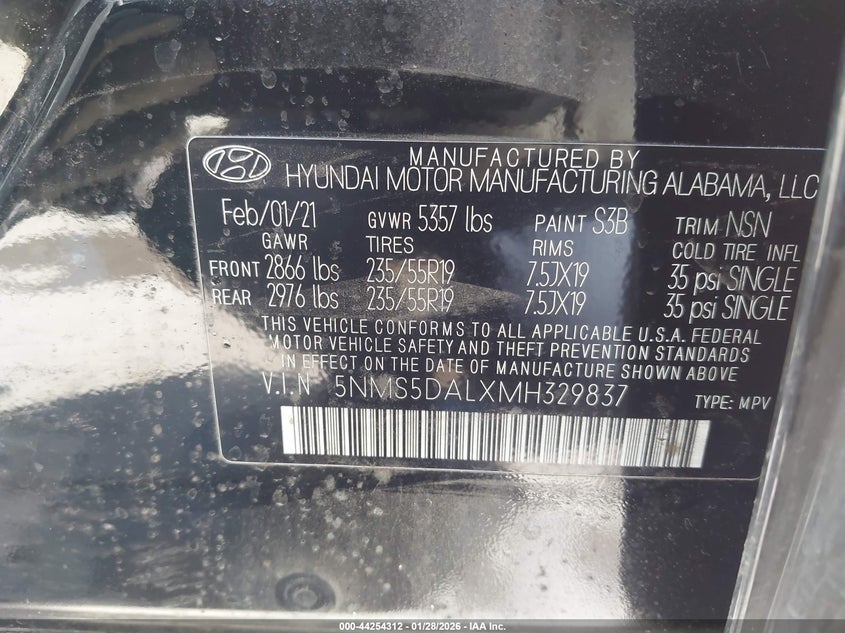 MANUFACTURED BY
HYUNDAI MOTOR MANUFACTURING ALABAMA, LLC
Feb/01/21 GVWR 5357 lbs PAINT S3B TRIM NSN
GAWR TIRES RIMS COLD TIRE INFL
FRONT 2866 lbs 235/55R19 7.5JX19 35 psi SINGLE
REAR 2976 lbs 235/55R19 7.5JX19 35 psi SINGLE
THIS VEHICLE CONFORMS TO ALL APPLICABLE U.S.A. FEDERAL
MOTOR VEHICLE SAFETY AND THEFT PREVENTION STANDARDS
IN EFFECT ON THE DATE OF MANUFACTURE SHOWN ABOVE
V.I.N 5NMS5DALXMH329837 TYPE: MPV
000-44254312 - 01/28/2026 - IAA Inc.